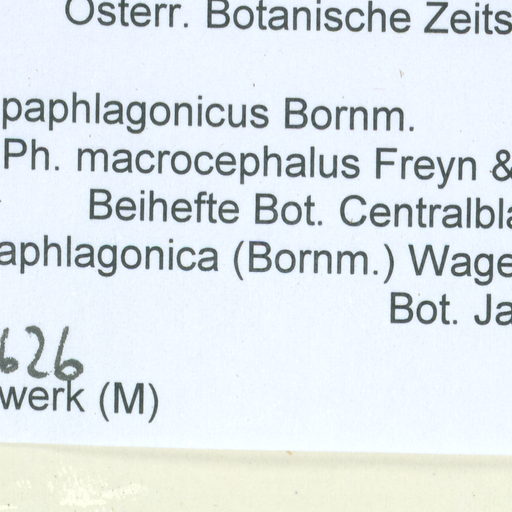 Österr. Botanische Zeits
paphlagonicus Bornm.
Ph. macrocephalus Freyn &
Beihefte Bot. Centralbla
aphlagonica (Bornm.) Wage
Bot. Ja
626
werk (M)